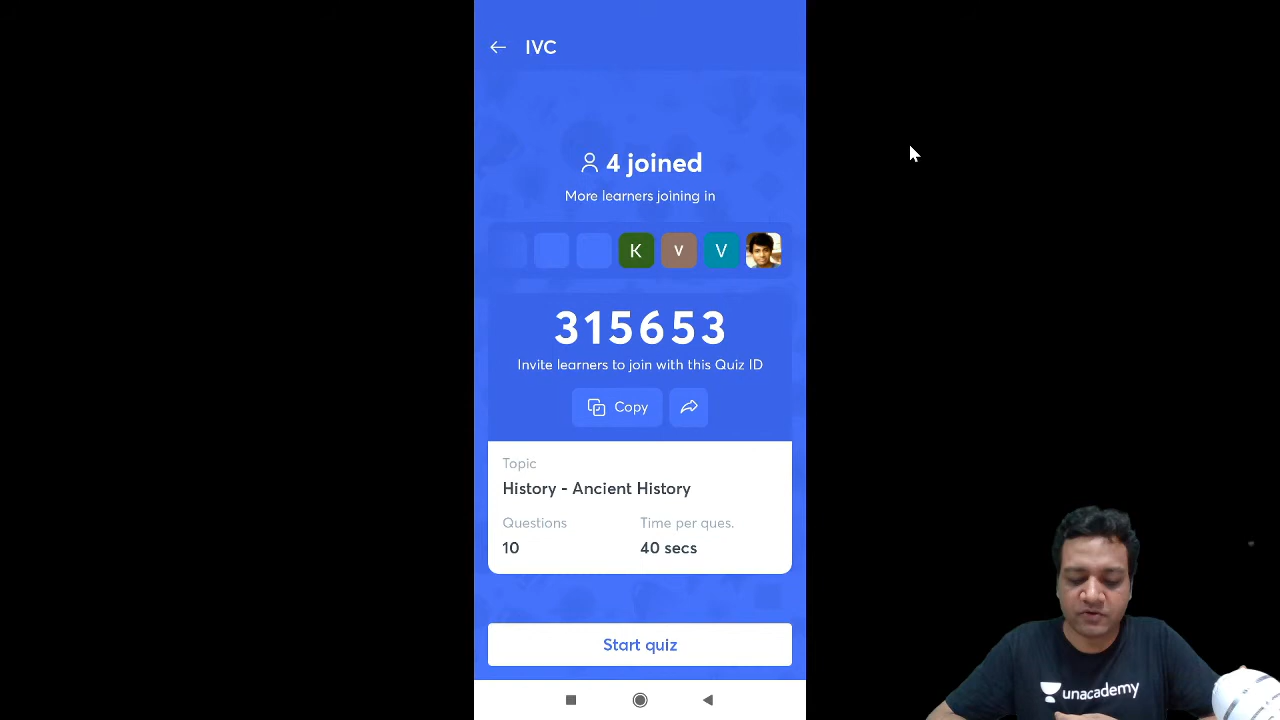 IVC
4 joined
More learners joining in
K V V
315653
Invite learners to join with this Quiz ID
Copy
Topic
History - Ancient History
Questions Time per ques.
10 40 secs
Start quiz
unacademy